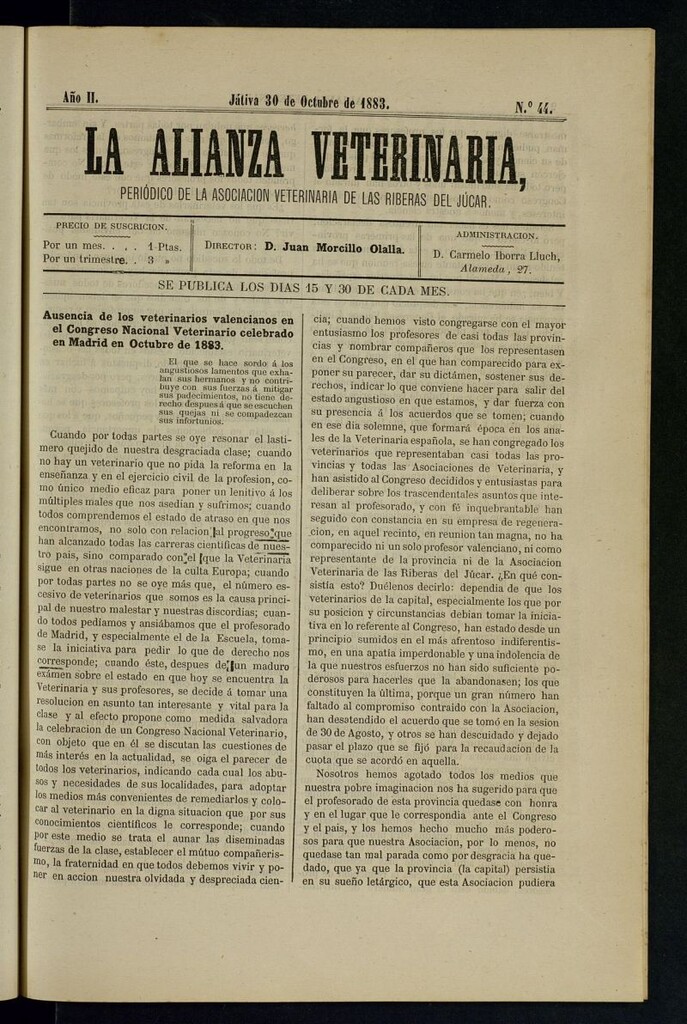 Año II.
Játiva 30 de Octubre de 1883.
N.º 44.
LA ALIANZA VETERINARIA,
PERIÓDICO DE LA ASOCIACION VETERINARIA DE LAS RIBERAS DEL JÚCAR.
PRECIO DE SUSCRICION.
Por un mes. . . . 1 Ptas.
Por un trimestre. . 3 »
DIRECTOR: D. Juan Morcillo Olalla.
ADMINISTRACION.
D. Carmelo Iborra Lluch,
Alameda, 27.
SE PUBLICA LOS DIAS 15 Y 30 DE CADA MES.
Ausencia de los veterinarios valencianos en
el Congreso Nacional Veterinario celebrado
en Madrid en Octubre de 1883.
El que se hace sordo á los
angustiosos lamentos que exha-
lan sus hermanos y no contri-
buye con sus fuerzas á mitigar
sus padecimientos, no tiene de-
recho despues á que se escuchen
sus quejas ni se compadezcan
sus infortunios.
Cuando por todas partes se oye resonar el lasti-
mero quejido de nuestra desgraciada clase; cuando
no hay un veterinario que no pida la reforma en la
enseñanza y en el ejercicio civil de la profesion, co-
mo único medio eficaz para poner un lenitivo á los
múltiples males que nos asedian y sufrimos; cuando
todos comprendemos el estado de atraso en que nos
encontramos, no solo con relacion al progreso que
han alcanzado todas las carreras científicas de nues-
tro pais, sino comparado con el que la Veterinaria
sigue en otras naciones de la culta Europa; cuando
por todas partes no se oye más que, el número es-
cesivo de veterinarios que somos es la causa princi-
pal de nuestro malestar y nuestras discordias; cuan-
do todos pedíamos y ansiábamos que el profesorado
de Madrid, y especialmente el de la Escuela, toma-
se la iniciativa para pedir lo que de derecho nos
corresponde; cuando éste, despues de un maduro
exámen sobre el estado en que hoy se encuentra la
Veterinaria y sus profesores, se decide á tomar una
resolucion en asunto tan interesante y vital para la
clase y al efecto propone como medida salvadora
la celebracion de un Congreso Nacional Veterinario,
con objeto que en él se discutan las cuestiones de
más interés en la actualidad, se oiga el parecer de
todos los veterinarios, indicando cada cual los abu-
sos y necesidades de sus localidades, para adoptar
los medios más convenientes de remediarlos y colo-
car al veterinario en la digna situacion que por sus
conocimientos científicos le corresponde; cuando
por este medio se trata el aunar las diseminadas
fuerzas de la clase, establecer el mútuo compañeris-
mo, la fraternidad en que todos debemos vivir y po-
ner en accion nuestra olvidada y despreciada cien-
cia; cuando hemos visto congregarse con el mayor
entusiasmo los profesores de casi todas las provin-
cias y nombrar compañeros que los representasen
en el Congreso, en el que han comparecido para ex-
poner su parecer, dar su dictámen, sostener sus de-
rechos, indicar lo que conviene hacer para salir del
estado angustioso en que estamos, y dar fuerza con
su presencia á los acuerdos que se tomen; cuando
en ese dia solemne, que formará época en los ana-
les de la Veterinaria española, se han congregado los
veterinarios que representaban casi todas las pro-
vincias y todas las Asociaciones de Veterinaria, y
han asistido al Congreso decididos y entusiastas para
deliberar sobre los trascendentales asuntos que inte-
resan al profesorado, y con fé inquebrantable han
seguido con constancia en su empresa de regenera-
cion, en aquel recinto, en reunion tan magna, no ha
comparecido ni un solo profesor valenciano, ni como
representante de la provincia ni de la Asociacion
Veterinaria de las Riberas del Júcar. ¿En qué con-
sistia esto? Duélenos decirlo: dependia de que los
veterinarios de la capital, especialmente los que por
su posicion y circunstancias debian tomar la inicia-
tiva en lo referente al Congreso, han estado desde un
principio sumidos en el más afrentoso indiferentis-
mo, en una apatía imperdonable y una indolencia de
la que nuestros esfuerzos no han sido suficiente po-
derosos para hacerles que la abandonasen; los que
constituyen la última, porque un gran número han
faltado al compromiso contraido con la Asociacion,
han desatendido el acuerdo que se tomó en la sesion
de 30 de Agosto, y otros se han descuidado y dejado
pasar el plazo que se fijó para la recaudacion de la
cuota que se acordó en aquella.
Nosotros hemos agotado todos los medios que
nuestra pobre imaginacion nos ha sugerido para que
el profesorado de esta provincia quedase con honra
y en el lugar que le correspondia ante el Congreso
y el pais, y los hemos hecho mucho más podero-
sos para que nuestra Asociacion, por lo menos, no
quedase tan mal parada como por desgracia ha que-
dado, que ya que la provincia (la capital) persistia
en su sueño letárgico, que esta Asociacion pudiera